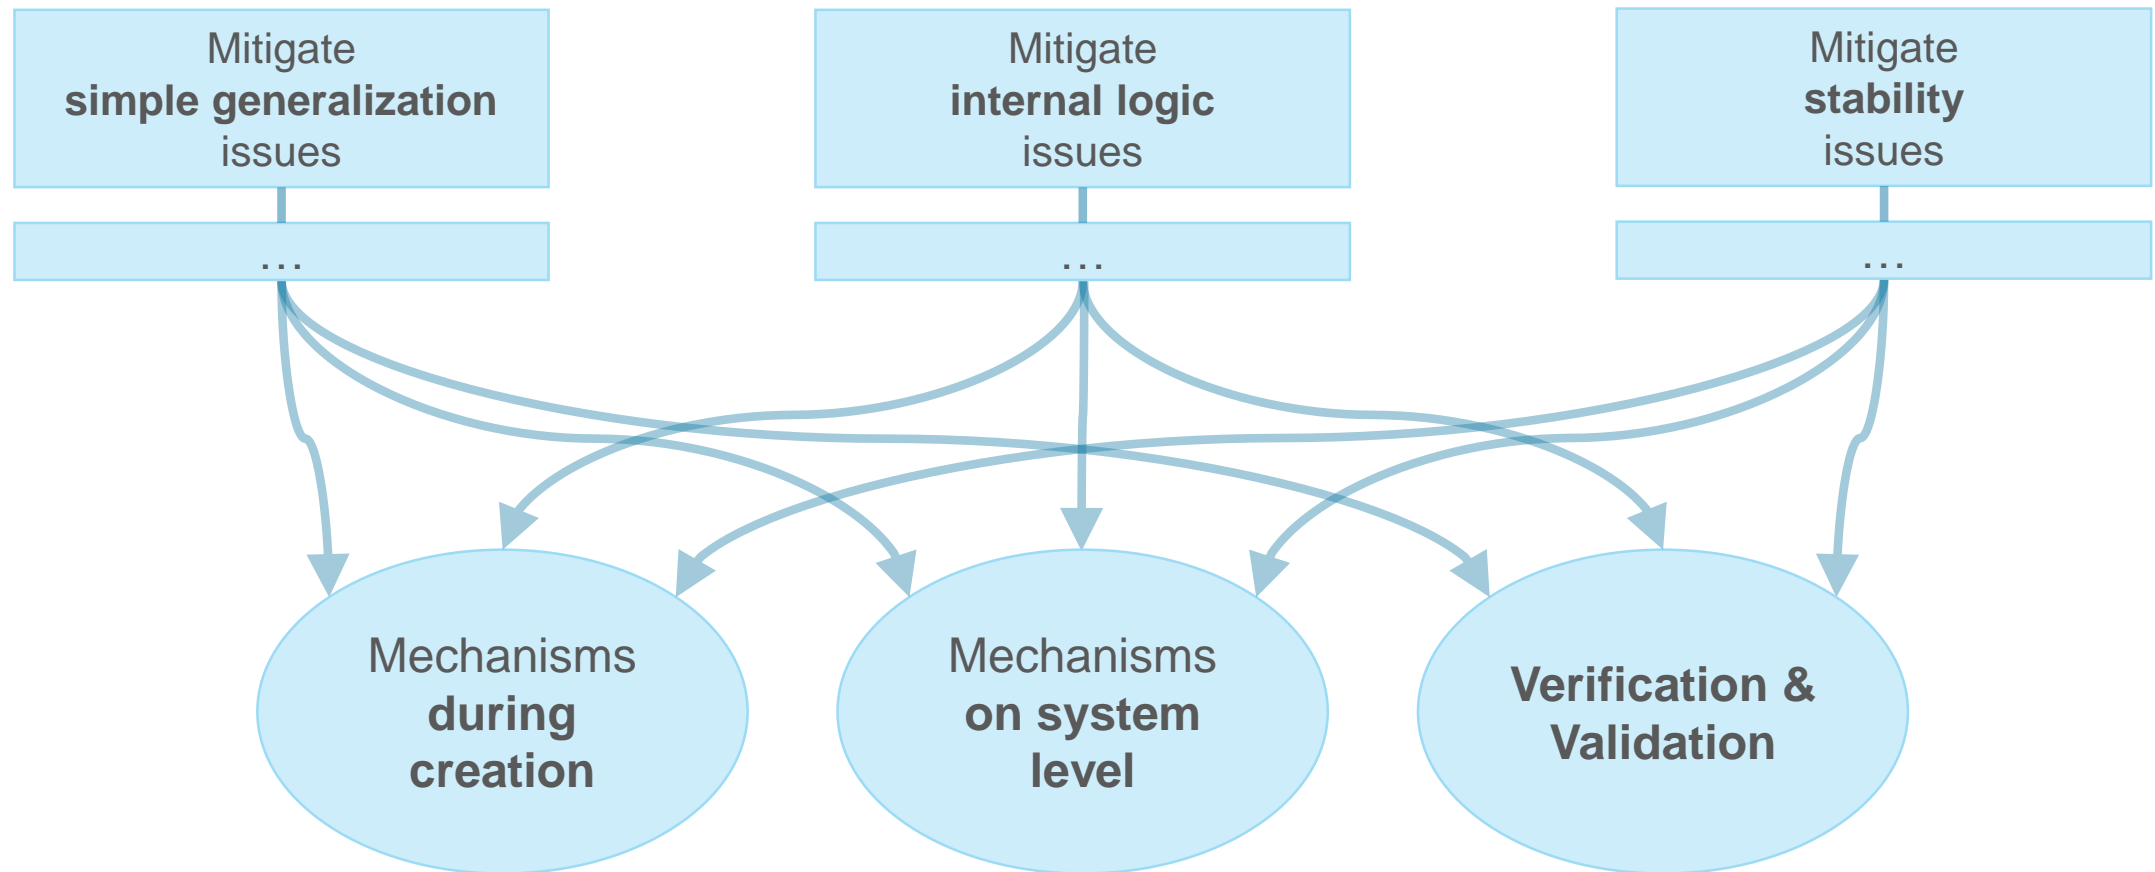 Mitigate
simple generalization
issues
Mitigate
internal logic
issues
Mitigate
stability
issues
…
…
…
Mechanisms
during
creation
Mechanisms
on system
level
Verification &
Validation